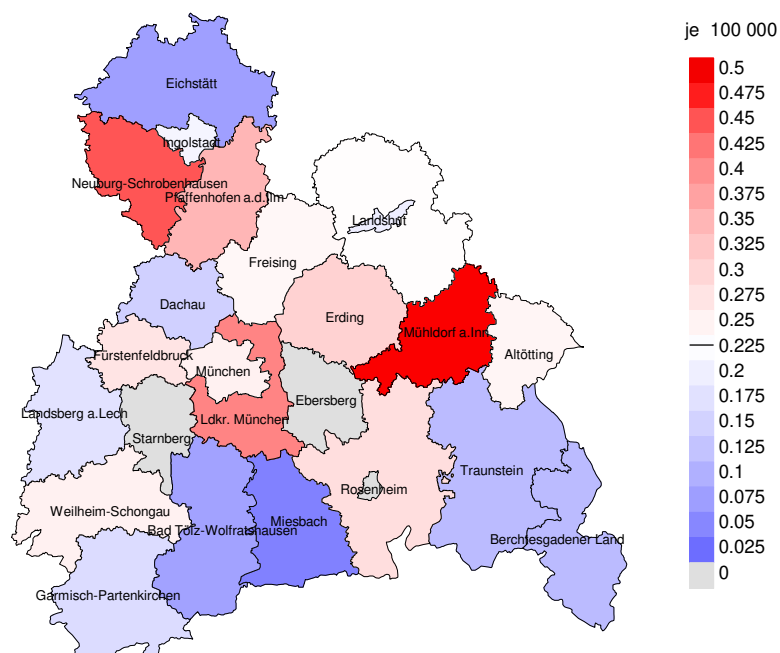 je 100 000
0.5
0.475
0.45
0.425
0.4
0.375
0.35
0.325
0.3
0.275
0.25
0.225
0.2
0.175
0.15
0.125
0.1
0.075
0.05
0.025
0
Eichstätt
Ingolstadt
Neuburg-Schrobenhausen
Pfaffenhofen a.d.Ilm
Landshut
Freising
Dachau
Erding
Mühldorf a.Inn
Altötting
Fürstenfeldbruck
München
Ebersberg
Landsberg a.Lech
Ldkr. München
Starnberg
Traunstein
Rosenheim
Weilheim-Schongau
Miesbach
Bad Tölz-Wolfratshausen
Berchtesgadener Land
Garmisch-Partenkirchen